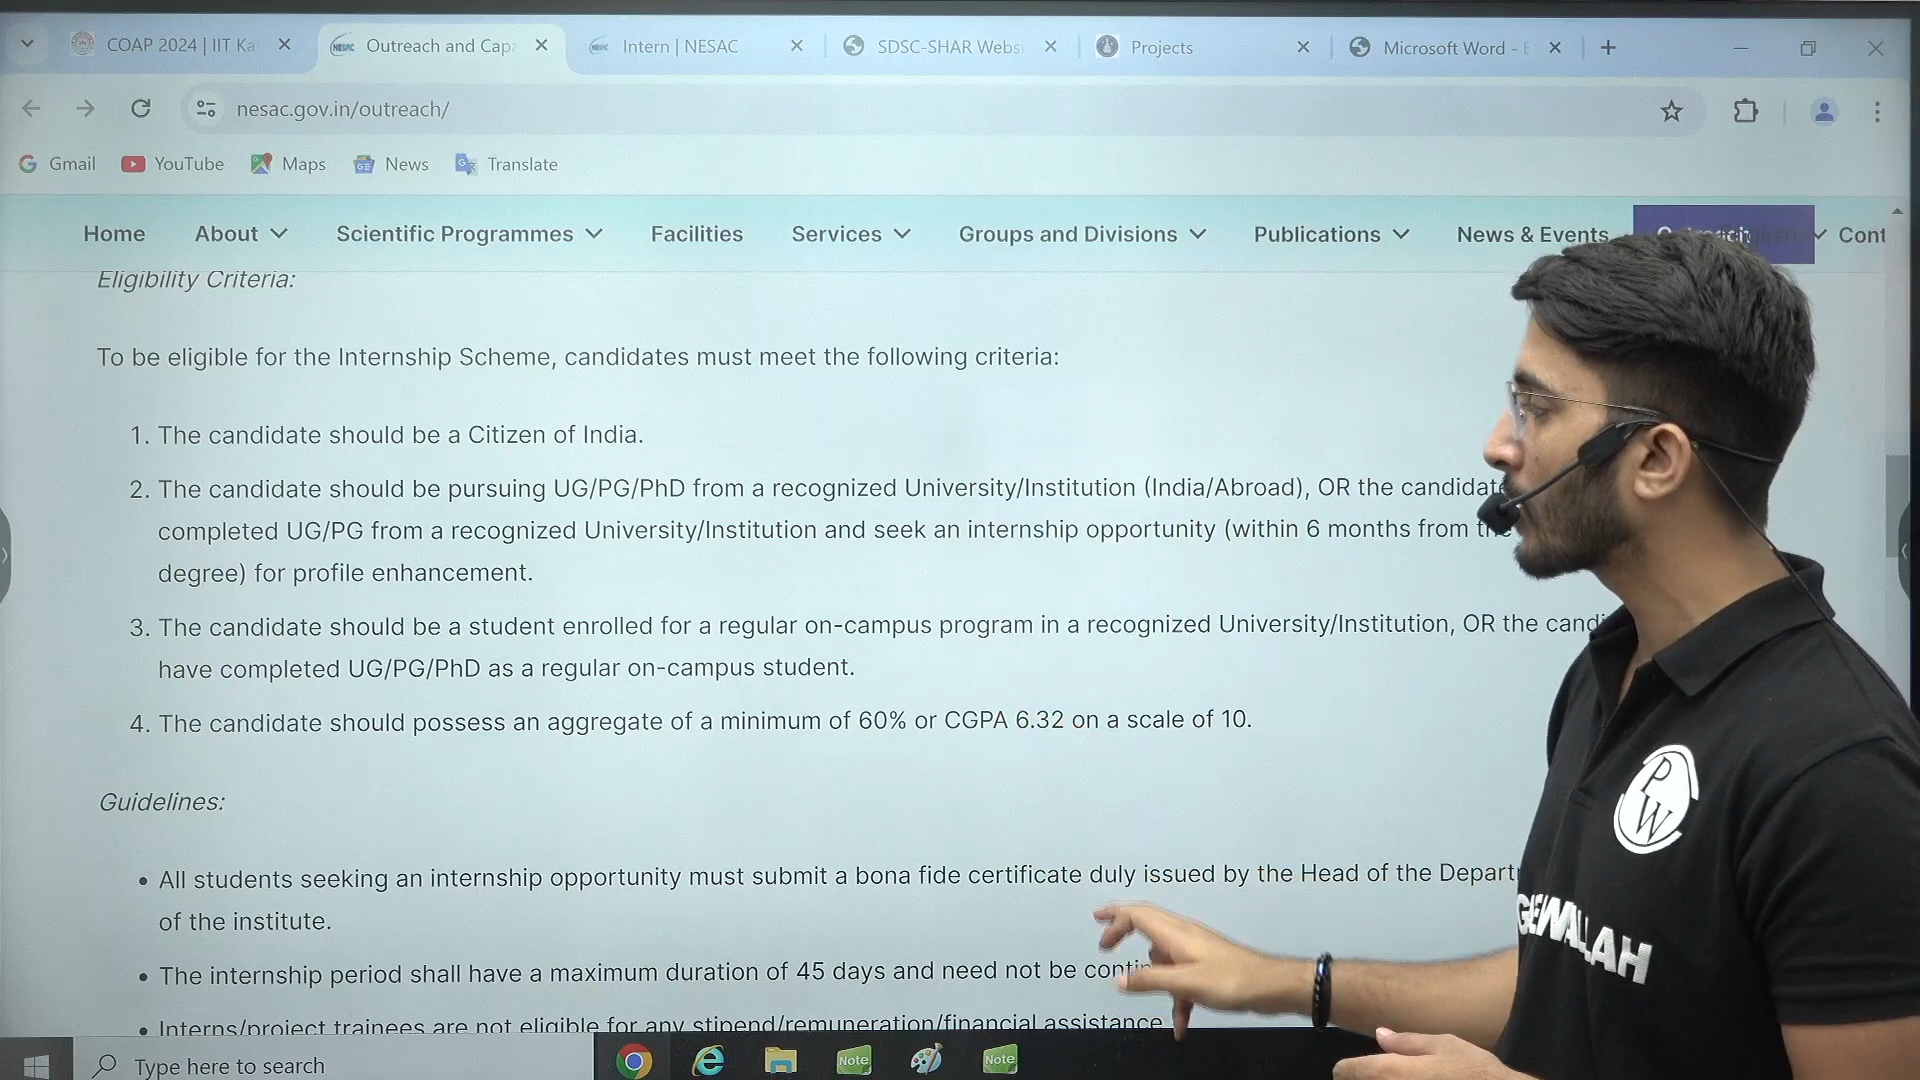 COAP 2024 | IIT Ka
NESAC Outreach and Capa
NESAC Intern | NESAC
SDSC-SHAR Websi
Projects
Microsoft Word - E
nesac.gov.in/outreach/
Gmail YouTube Maps News Translate
Home About Scientific Programmes Facilities Services Groups and Divisions Publications News & Events Cont
Eligibility Criteria:
To be eligible for the Internship Scheme, candidates must meet the following criteria:
1. The candidate should be a Citizen of India.
2. The candidate should be pursuing UG/PG/PhD from a recognized University/Institution (India/Abroad), OR the candidate
completed UG/PG from a recognized University/Institution and seek an internship opportunity (within 6 months from the
degree) for profile enhancement.
3. The candidate should be a student enrolled for a regular on-campus program in a recognized University/Institution, OR the candi
have completed UG/PG/PhD as a regular on-campus student.
4. The candidate should possess an aggregate of a minimum of 60% or CGPA 6.32 on a scale of 10.
Guidelines:
• All students seeking an internship opportunity must submit a bona fide certificate duly issued by the Head of the Depart
of the institute.
• The internship period shall have a maximum duration of 45 days and need not be contin
• Interns/project trainees are not eligible for any stipend/remuneration/financial assistance
Type here to search
Note
Note
PW
G
EWALLAH